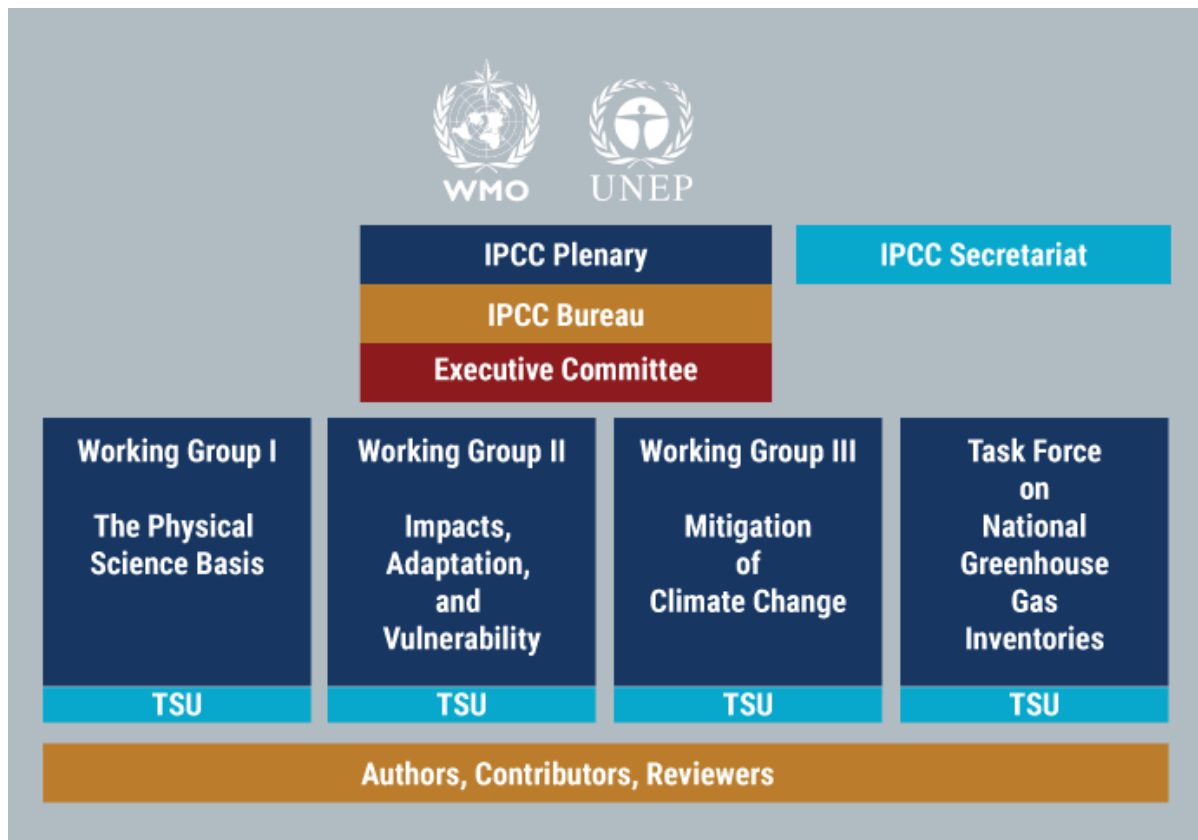 WMO
UNEP
IPCC Plenary
IPCC Secretariat
IPCC Bureau
Executive Committee
Working Group I
The Physical
Science Basis
TSU
Working Group II
Impacts,
Adaptation,
and
Vulnerability
TSU
Working Group III
Mitigation
of
Climate Change
TSU
Task Force
on
National
Greenhouse
Gas
Inventories
TSU
Authors, Contributors, Reviewers